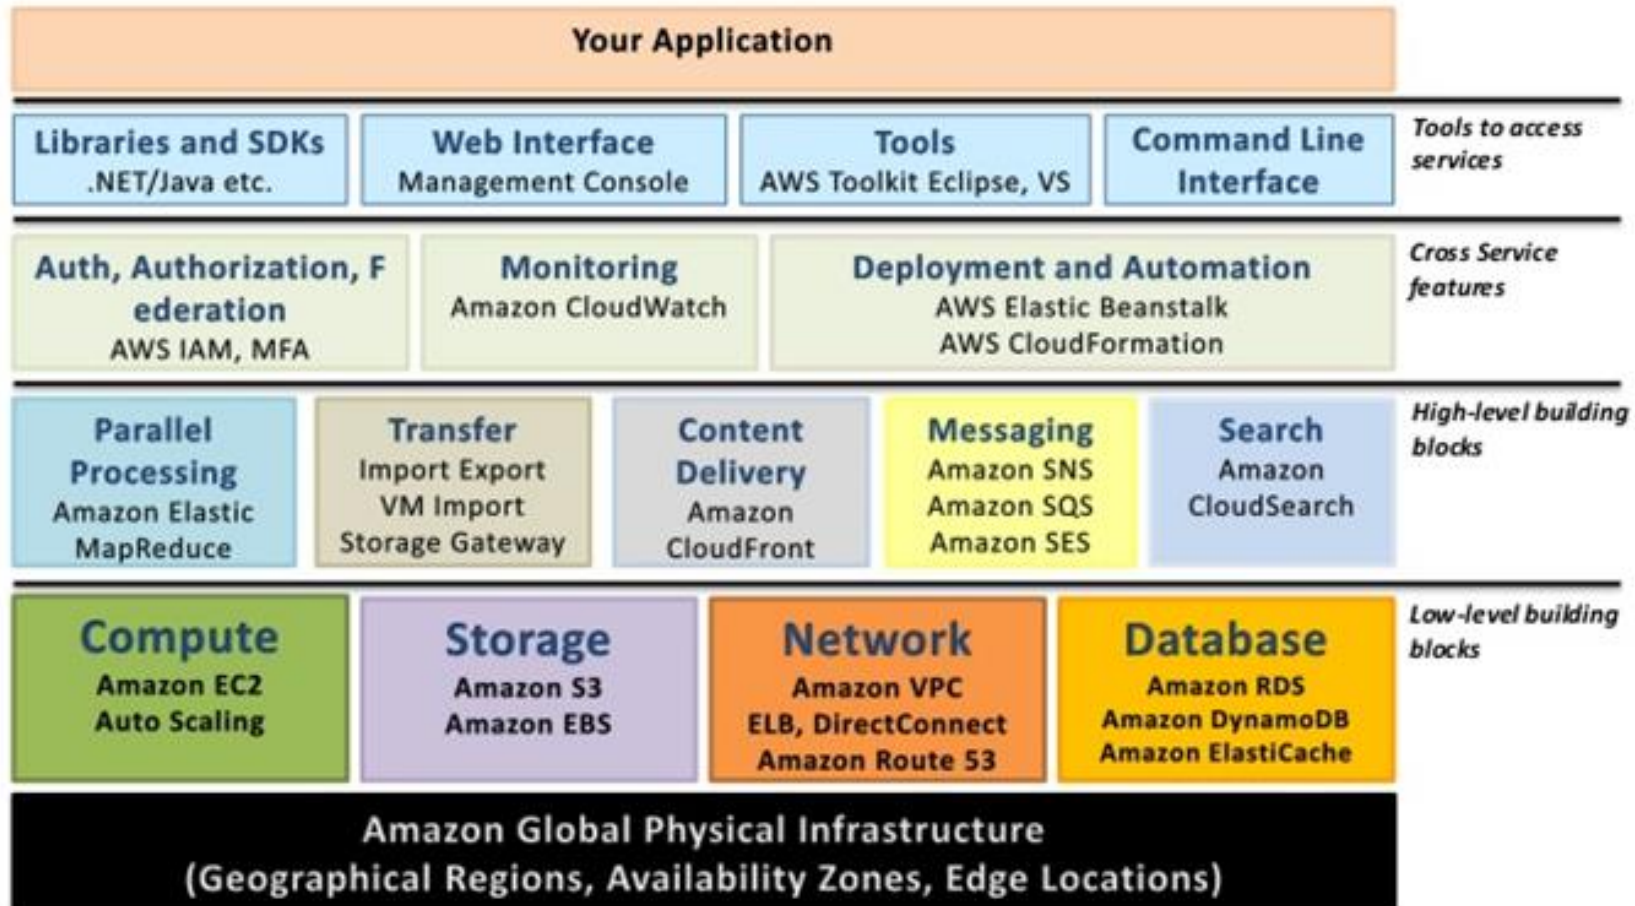 Your Application
Libraries and SDKs
.NET/Java etc.
Web Interface
Management Console
Tools
AWS Toolkit Eclipse, VS
Command Line
Interface
Tools to access
services
Auth, Authorization, F
ederation
AWS IAM, MFA
Monitoring
Amazon CloudWatch
Deployment and Automation
AWS Elastic Beanstalk
AWS CloudFormation
Cross Service
features
Parallel
Processing
Amazon Elastic
MapReduce
Transfer
Import Export
VM Import
Storage Gateway
Content
Delivery
Amazon
CloudFront
Messaging
Amazon SNS
Amazon SQS
Amazon SES
Search
Amazon
CloudSearch
High-level building
blocks
Compute
Amazon EC2
Auto Scaling
Storage
Amazon S3
Amazon EBS
Network
Amazon VPC
ELB, DirectConnect
Amazon Route 53
Database
Amazon RDS
Amazon DynamoDB
Amazon ElastiCache
Low-level building
blocks
Amazon Global Physical Infrastructure
(Geographical Regions, Availability Zones, Edge Locations)